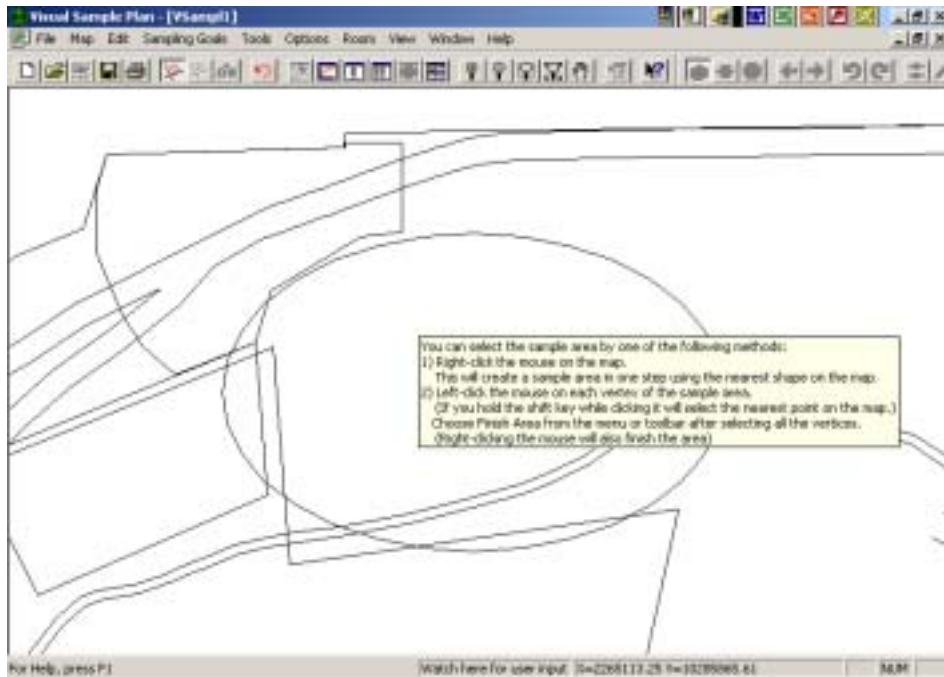 Visual Sample Plan - [VSampl1]
File Map Edit Sampling Goals Tools Options Room View Window Help
You can select the sample area by one of the following methods:
1) Right-click the mouse on the map.
This will create a sample area in one step using the nearest shape on the map.
2) Left-click the mouse on each vertex of the sample area.
(If you hold the shift key while clicking it will select the nearest point on the map.)
Choose Finish Area from the menu or toolbar after selecting all the vertices.
(Right-clicking the mouse will also finish the area)
For Help, press F1 Watch here for user input X=2268113.25 Y=10288865.61 NUM